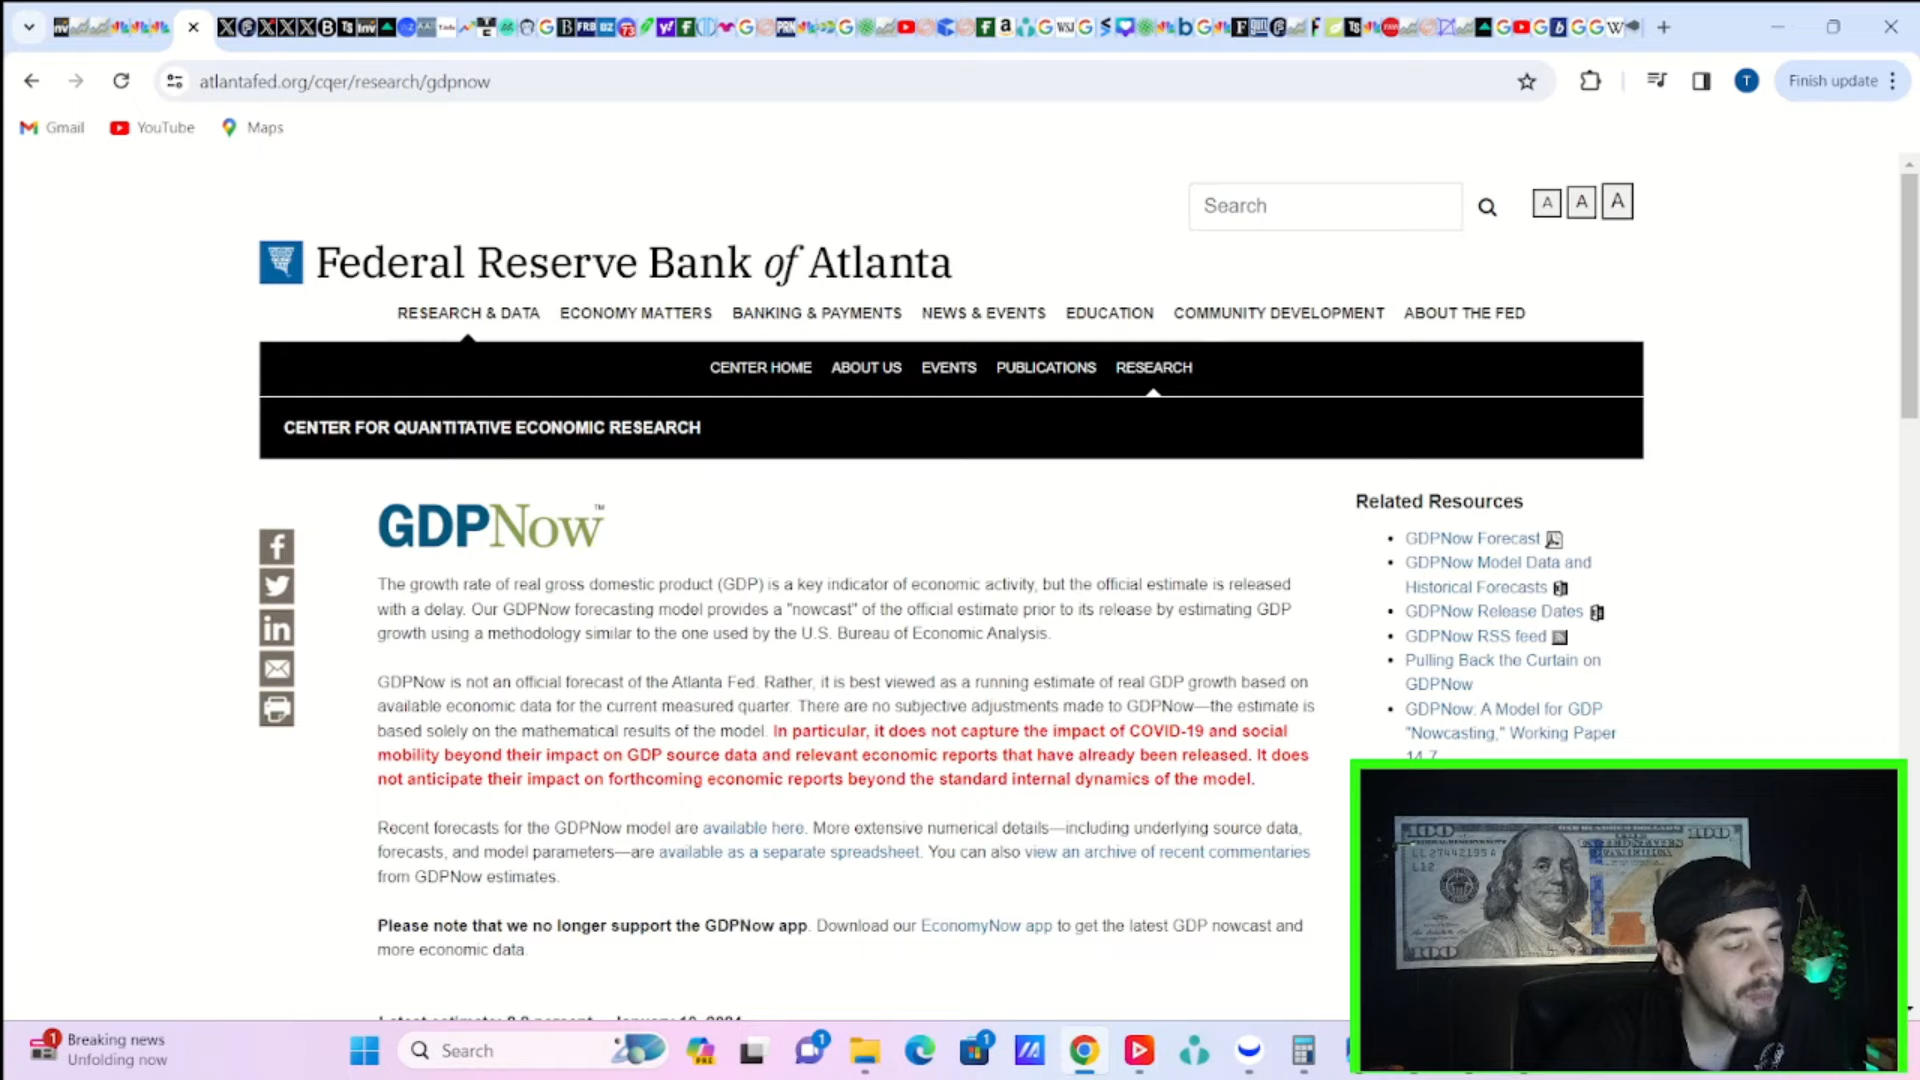 atlantafed.org/cqer/research/gdpnow
Finish update
Gmail
YouTube
Maps
Search
A A A
Federal Reserve Bank of Atlanta
RESEARCH & DATA ECONOMY MATTERS BANKING & PAYMENTS NEWS & EVENTS EDUCATION COMMUNITY DEVELOPMENT ABOUT THE FED
CENTER HOME ABOUT US EVENTS PUBLICATIONS RESEARCH
CENTER FOR QUANTITATIVE ECONOMIC RESEARCH
GDPNow™
The growth rate of real gross domestic product (GDP) is a key indicator of economic activity, but the official estimate is released
with a delay. Our GDPNow forecasting model provides a "nowcast" of the official estimate prior to its release by estimating GDP
growth using a methodology similar to the one used by the U.S. Bureau of Economic Analysis.
GDPNow is not an official forecast of the Atlanta Fed. Rather, it is best viewed as a running estimate of real GDP growth based on
available economic data for the current measured quarter. There are no subjective adjustments made to GDPNow—the estimate is
based solely on the mathematical results of the model. In particular, it does not capture the impact of COVID-19 and social
mobility beyond their impact on GDP source data and relevant economic reports that have already been released. It does
not anticipate their impact on forthcoming economic reports beyond the standard internal dynamics of the model.
Recent forecasts for the GDPNow model are available here. More extensive numerical details—including underlying source data,
forecasts, and model parameters—are available as a separate spreadsheet. You can also view an archive of recent commentaries
from GDPNow estimates.
Please note that we no longer support the GDPNow app. Download our EconomyNow app to get the latest GDP nowcast and
more economic data.
Related Resources
GDPNow Forecast
GDPNow Model Data and
Historical Forecasts
GDPNow Release Dates
GDPNow RSS feed
Pulling Back the Curtain on
GDPNow
GDPNow: A Model for GDP
"Nowcasting," Working Paper
14-7
100
100
LL 27442195 A
L12
100
Breaking news
Unfolding now
Search